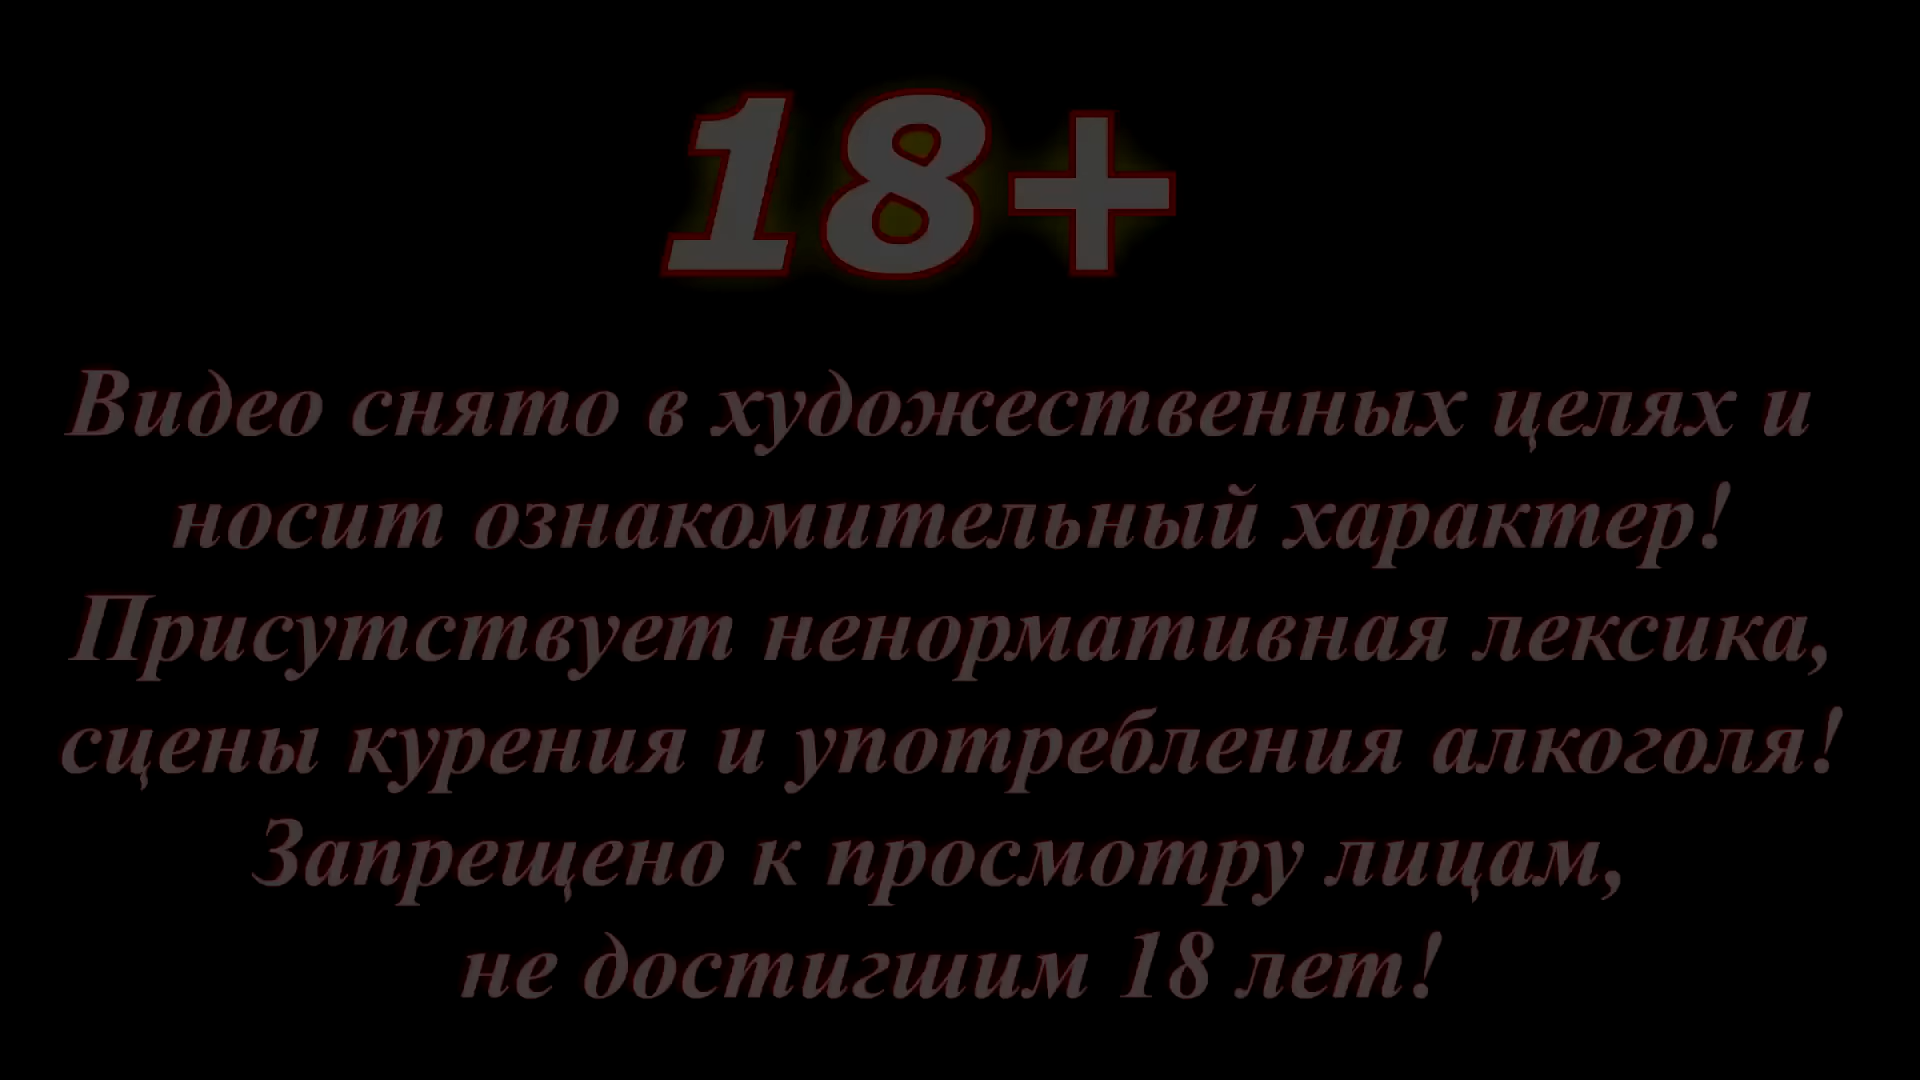 18+
Видео снято в художественных целях и
носит ознакомительный характер!
Присутствует ненормативная лексика,
сцены курения и употребления алкоголя!
Запрещено к просмотру лицам,
не достигшим 18 лет!